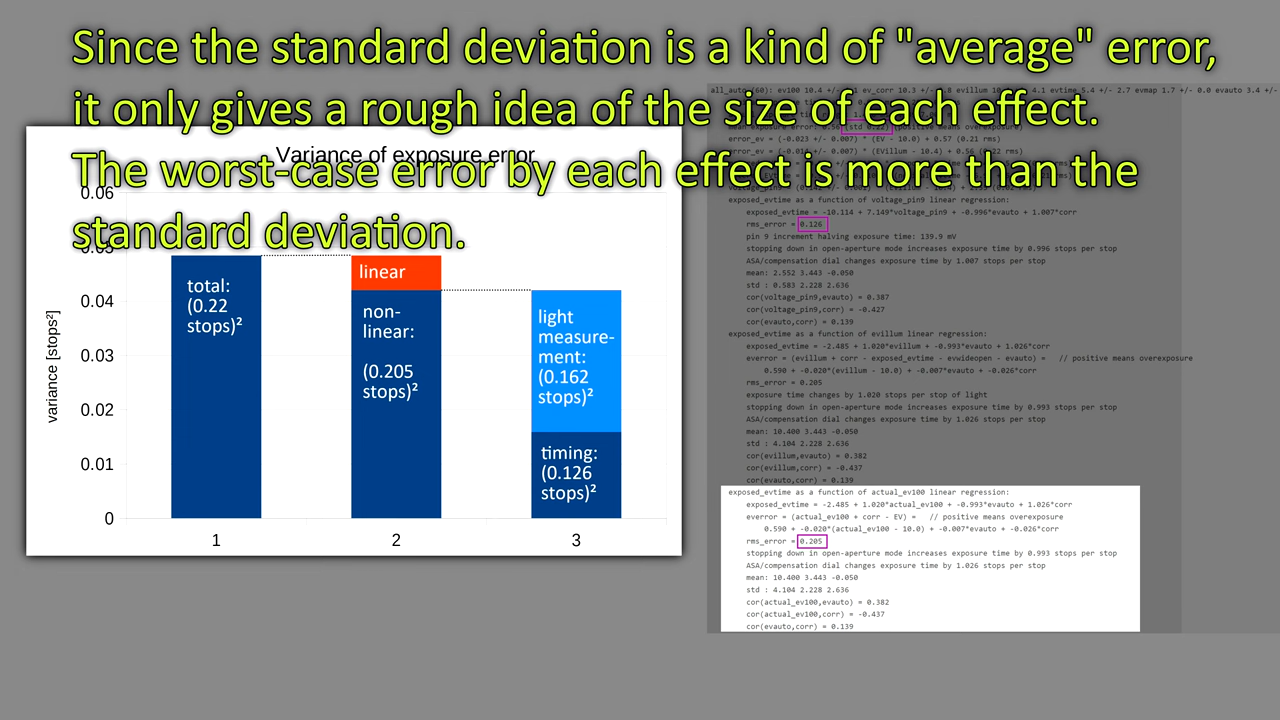 Since the standard deviation is a kind of "average" error,
it only gives a rough idea of the size of each effect.
The worst-case error by each effect is more than the
standard deviation.
Variance of exposure error
0.06
0.04
0.03
0.02
0.01
0
variance [stops²]
total:
(0.22
stops)²
linear
non-
linear:
(0.205
stops)²
light
measure-
ment:
(0.162
stops)²
timing:
(0.126
stops)²
1
2
3
exposed_evtime as a function of voltage_pin9 linear regression:
exposed_evtime = -10.114 + 7.149*voltage_pin9 + -0.996*evauto + 1.007*corr
rms_error = 0.126
pin 9 increment halving exposure time: 139.9 mV
stopping down in open-aperture mode increases exposure time by 0.996 stops per stop
ASA/compensation dial changes exposure time by 1.007 stops per stop
mean: 2.552 3.443 -0.050
std : 0.583 2.228 2.636
cor(voltage_pin9,evauto) = 0.387
cor(voltage_pin9,corr) = -0.427
cor(evauto,corr) = 0.139
exposed_evtime as a function of evillum linear regression:
exposed_evtime = -2.485 + 1.020*evillum + -0.993*evauto + 1.026*corr
everror = (evillum + corr - exposed_evtime - evwideopen - evauto) =   // positive means overexposure
0.590 + -0.020*(evillum - 10.0) + -0.007*evauto + -0.026*corr
rms_error = 0.205
exposure time changes by 1.020 stops per stop of light
stopping down in open-aperture mode increases exposure time by 0.993 stops per stop
ASA/compensation dial changes exposure time by 1.026 stops per stop
mean: 10.400 3.443 -0.050
std : 4.104 2.228 2.636
cor(evillum,evauto) = 0.382
cor(evillum,corr) = -0.437
cor(evauto,corr) = 0.139
exposed_evtime as a function of actual_ev100 linear regression:
exposed_evtime = -2.485 + 1.020*actual_ev100 + -0.993*evauto + 1.026*corr
everror = (actual_ev100 + corr - EV) =   // positive means overexposure
0.590 + -0.020*(actual_ev100 - 10.0) + -0.007*evauto + -0.026*corr
rms_error = 0.205
stopping down in open-aperture mode increases exposure time by 0.993 stops per stop
ASA/compensation dial changes exposure time by 1.026 stops per stop
mean: 10.400 3.443 -0.050
std : 4.104 2.228 2.636
cor(actual_ev100,evauto) = 0.382
cor(actual_ev100,corr) = -0.437
cor(evauto,corr) = 0.139